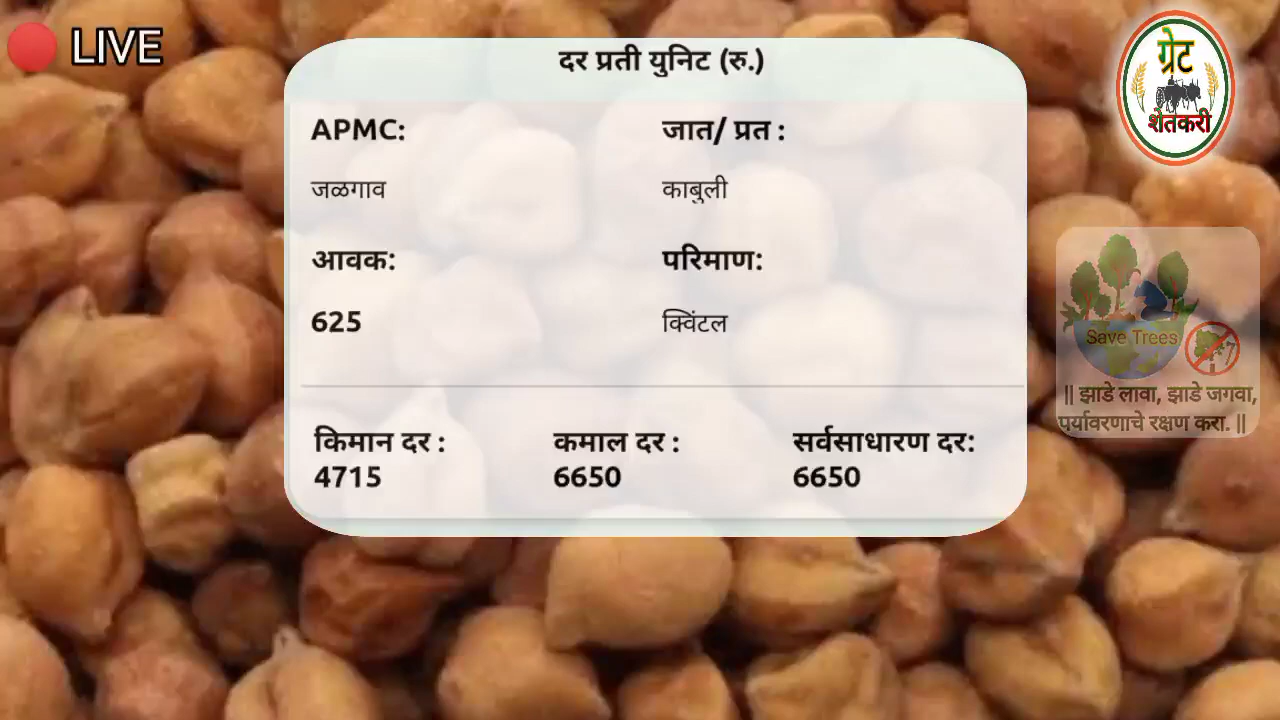 LIVE
दर प्रती युनिट (रु.)
ग्रेट
शेतकरी
APMC:
जात/ प्रत :
जळगाव
काबुली
आवक:
परिमाण:
625
क्विंटल
Save Trees
|| झाडे लावा, झाडे जगवा,
पर्यावरणाचे रक्षण करा. ||
किमान दर :
कमाल दर :
सर्वसाधारण दर:
4715
6650
6650